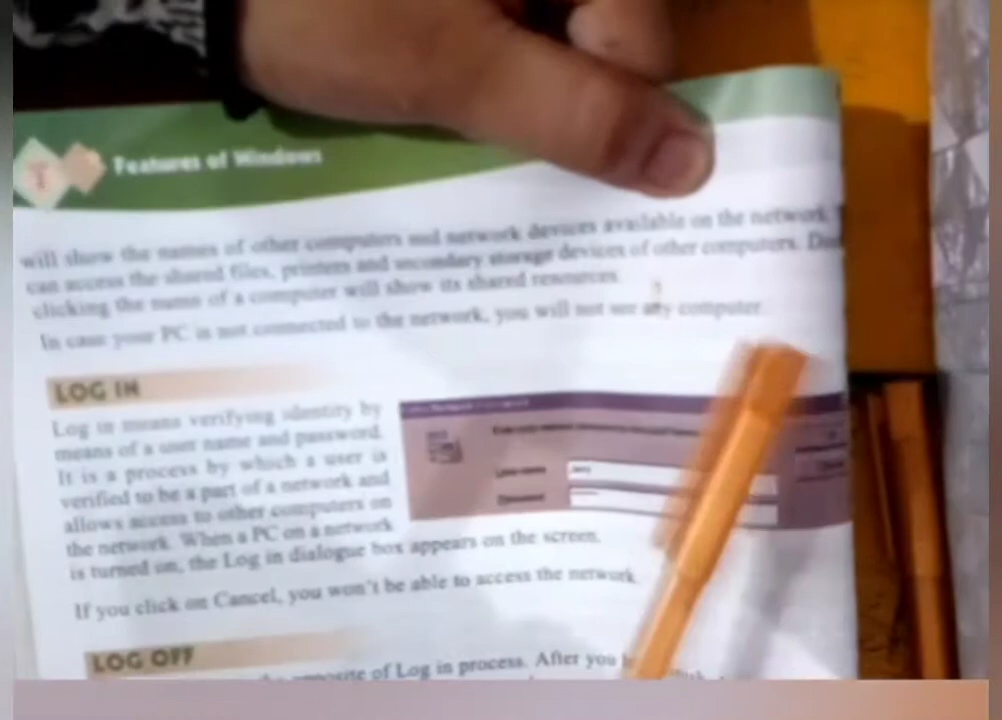 Features of Windows
will show the names of other computers and network devices available on the network.
can access the shared files, printers and secondary storage devices of other computers.
clicking the name of a computer will show its shared resources.
In case your PC is not connected to the network, you will not see any computer.
LOG IN
Log in means verifying identity by
means of a user name and password.
It is a process by which a user is
verified to be a part of a network and
allows access to other computers on
the network. When a PC on a network
is turned on, the Log in dialogue box appears on the screen.
If you click on Cancel, you won't be able to access the network.
LOG OFF
opposite of Log in process. After you